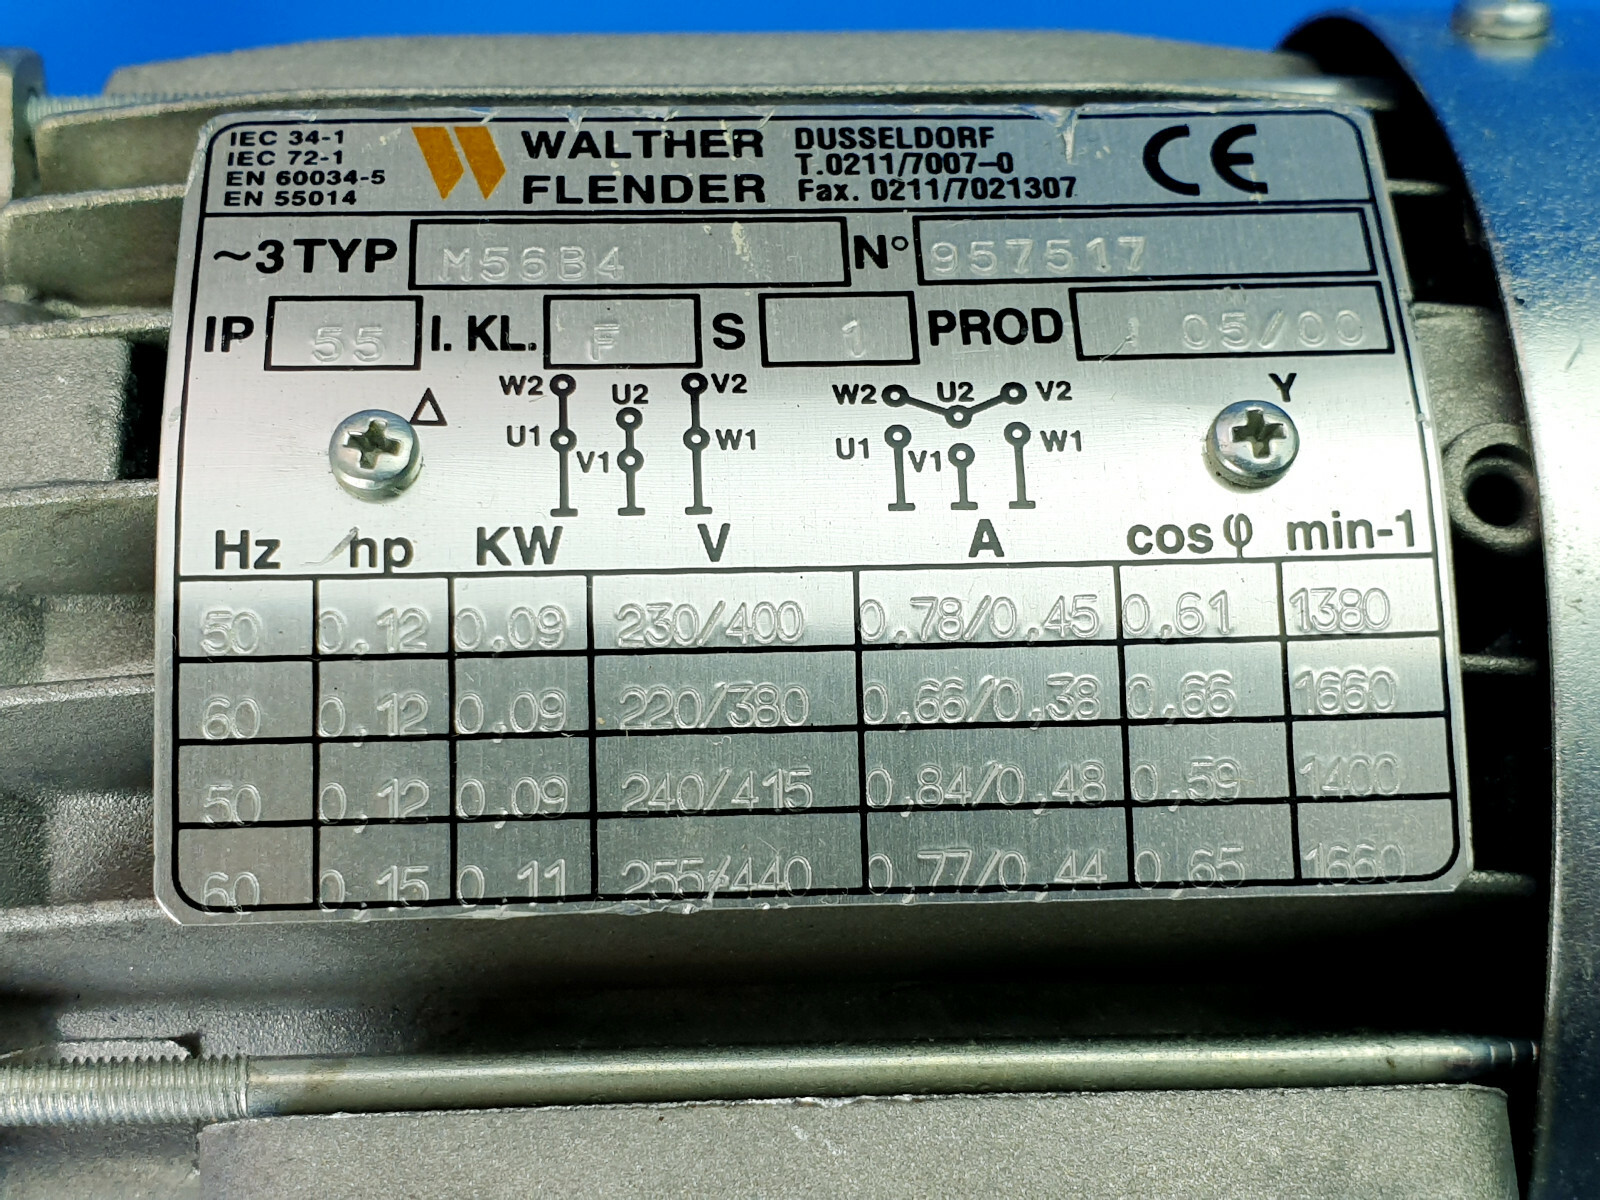 IEC 34-1
IEC 72-1
EN 60034-5
EN 55014
WALTHER
FLENDER
DUSSELDORF
T.0211/7007-0
Fax. 0211/7021307
CE
~3 TYP M56B4 N° 957517
IP 55 I. KL. F S 1 PROD 05/00
Δ W2 U2 V2 W2 U2 V2 Y
U1 V1 W1 U1 V1 W1
Hz hp KW V A cos φ min-1
50 0,12 0,09 230/400 0,78/0,45 0,61 1380
60 0,12 0,09 220/380 0,66/0,38 0,66 1660
50 0,12 0,09 240/415 0,84/0,48 0,59 1400
60 0,15 0,11 255/440 0,77/0,44 0,65 1660